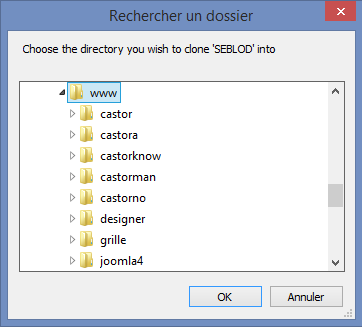 Rechercher un dossier
Choose the directory you wish to clone 'SEBLOD' into
www
castor
castora
castorknow
castorman
castorno
designer
grille
joomla4
OK
Annuler